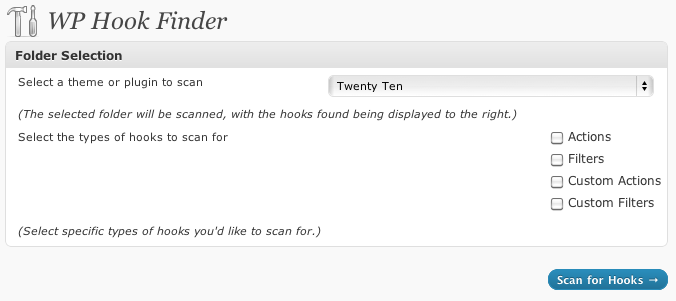 WP Hook Finder
Folder Selection
Select a theme or plugin to scan
Twenty Ten
(The selected folder will be scanned, with the hooks found being displayed to the right.)
Select the types of hooks to scan for
Actions
Filters
Custom Actions
Custom Filters
(Select specific types of hooks you'd like to scan for.)
Scan for Hooks →